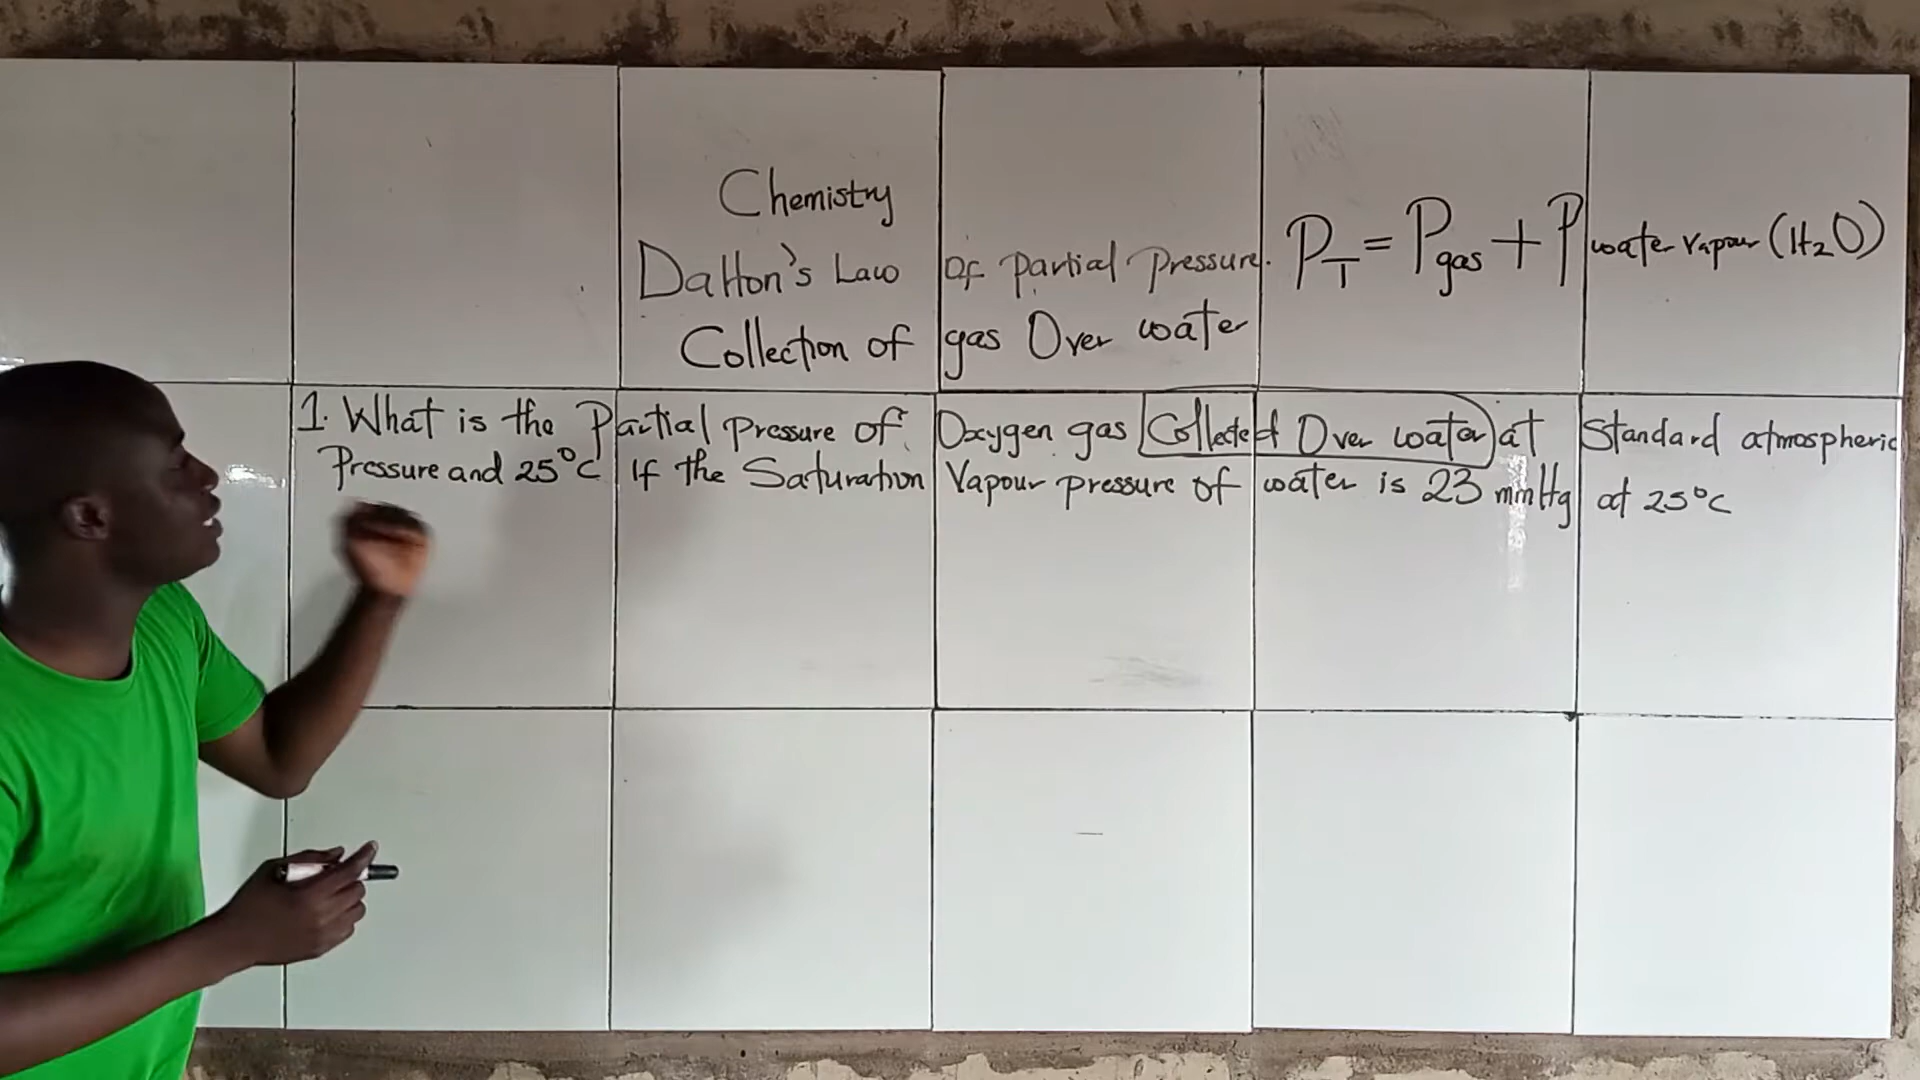 Chemistry
Dalton's Law of partial pressure.
Collection of gas Over water
P_T = P_gas + P_water vapour (H₂O)
1. What is the Partial pressure of Oxygen gas Collected Over water at Standard atmospheric
Pressure and 25°C If the Saturation Vapour pressure of water is 23 mmHg at 25°C